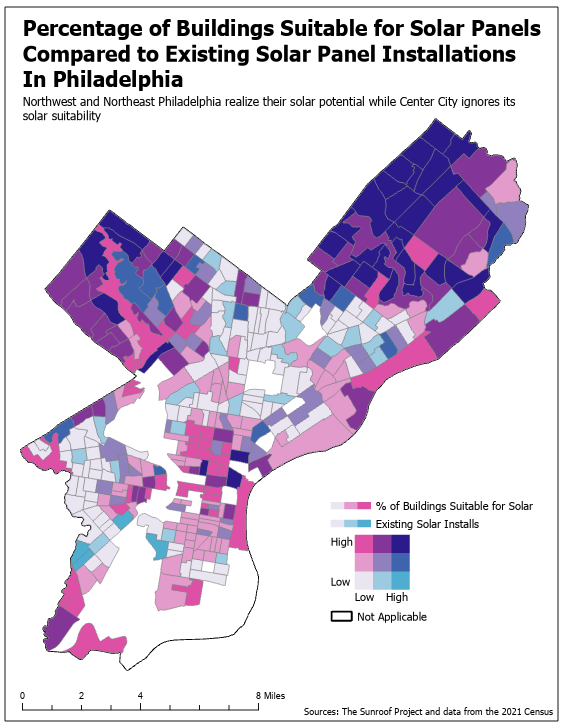 Percentage of Buildings Suitable for Solar Panels
Compared to Existing Solar Panel Installations
In Philadelphia
Northwest and Northeast Philadelphia realize their solar potential while Center City ignores its
solar suitability
% of Buildings Suitable for Solar
Existing Solar Installs
High
Low
Low High
Not Applicable
0 2 4 8 Miles
Sources: The Sunroof Project and data from the 2021 Census